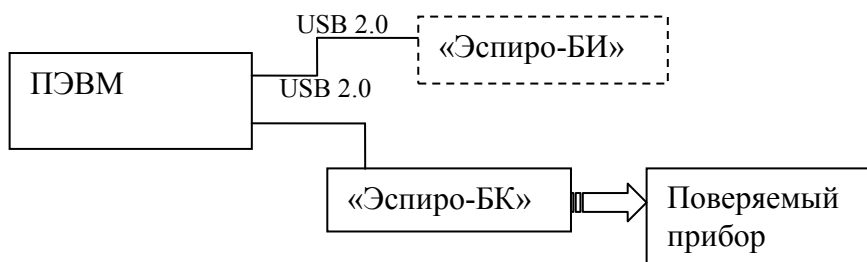 USB 2.0
«Эспиро-БИ»
ПЭВМ
USB 2.0
«Эспиро-БК»
Поверяемый
прибор